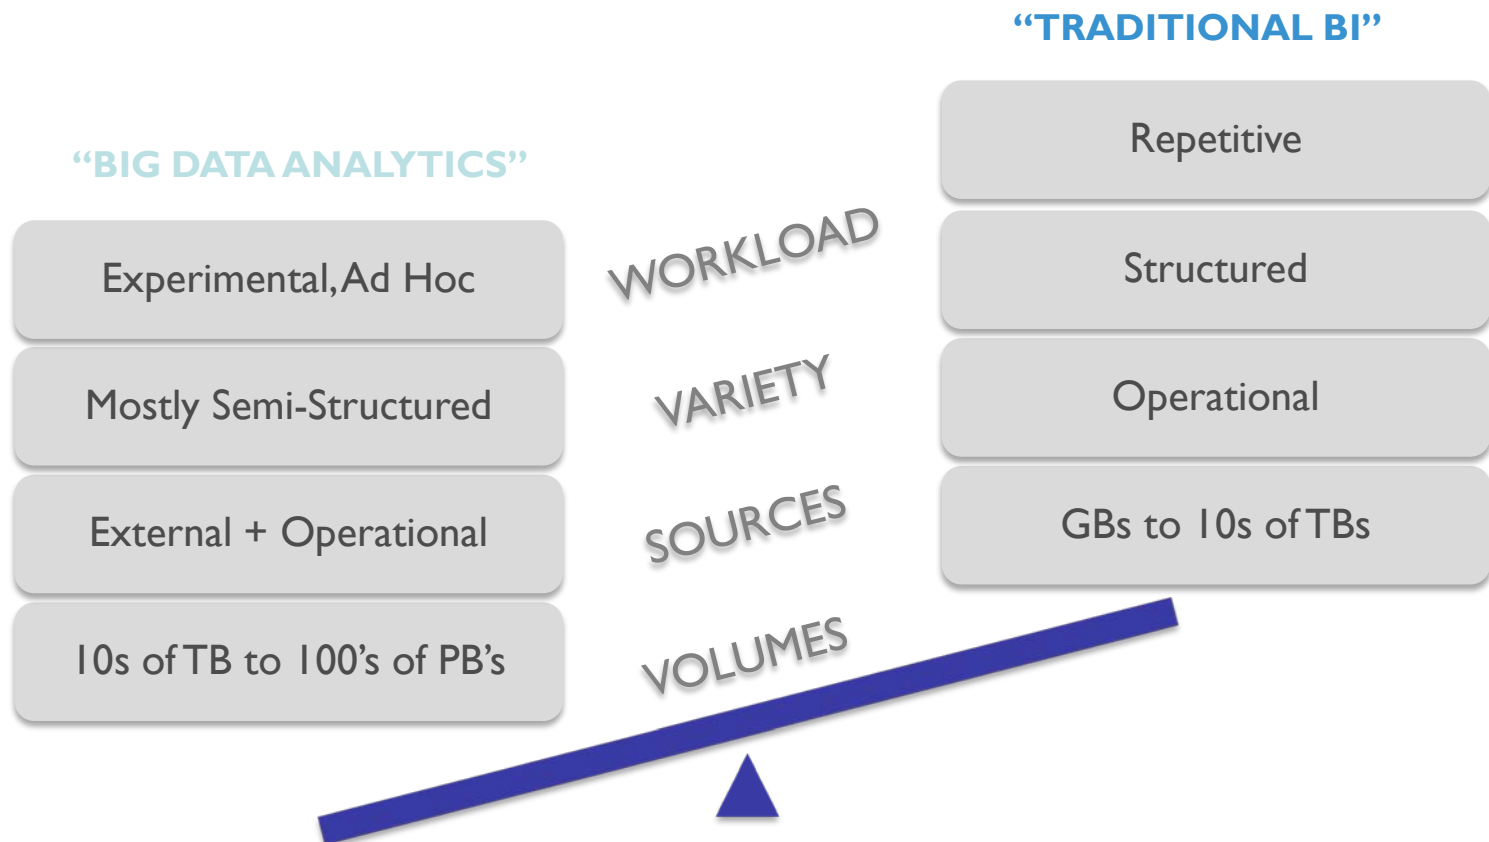 “TRADITIONAL BI”
Repetitive
Structured
Operational
GBs to 10s of TBs
“BIG DATA ANALYTICS”
Experimental, Ad Hoc
Mostly Semi-Structured
External + Operational
10s of TB to 100’s of PB’s
WORKLOAD
VARIETY
SOURCES
VOLUMES